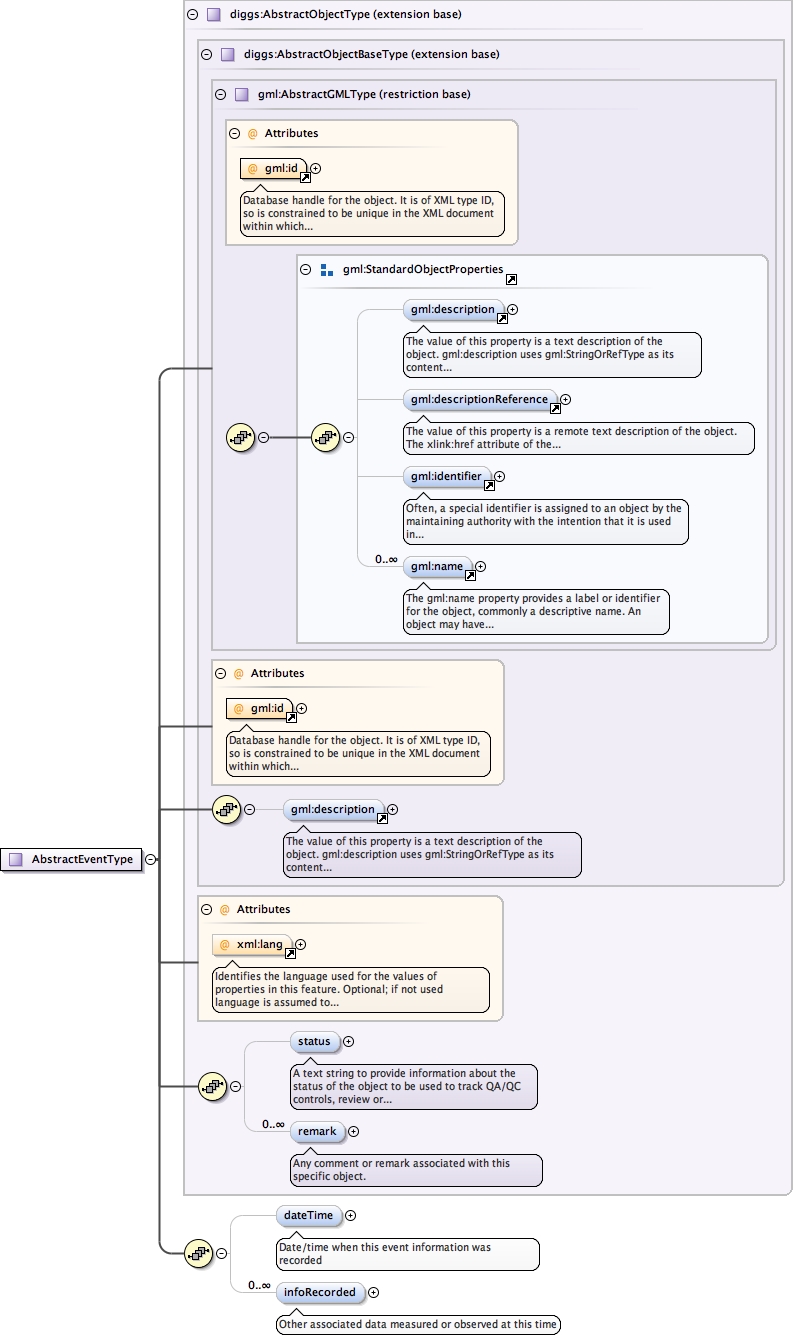 diggs:AbstractObjectType (extension base)
diggs:AbstractObjectBaseType (extension base)
gml:AbstractGMLType (restriction base)
@ Attributes
@ gml:id
Database handle for the object. It is of XML type ID,
so is constrained to be unique in the XML document
within which...
gml:StandardObjectProperties
gml:description
The value of this property is a text description of the
object. gml:description uses gml:StringOrRefType as its
content...
gml:descriptionReference
The value of this property is a remote text description of the object.
The xlink:href attribute of the...
gml:identifier
Often, a special identifier is assigned to an object by the
maintaining authority with the intention that it is used
in...
0..∞
gml:name
The gml:name property provides a label or identifier
for the object, commonly a descriptive name. An
object may have...
@ Attributes
@ gml:id
Database handle for the object. It is of XML type ID,
so is constrained to be unique in the XML document
within which...
gml:description
The value of this property is a text description of the
object. gml:description uses gml:StringOrRefType as its
content...
AbstractEventType
@ Attributes
@ xml:lang
Identifies the language used for the values of
properties in this feature. Optional; if not used
language is assumed to...
status
A text string to provide information about the
status of the object to be used to track QA/QC
controls, review or...
0..∞
remark
Any comment or remark associated with this
specific object.
dateTime
Date/time when this event information was
recorded
0..∞
infoRecorded
Other associated data measured or observed at this time